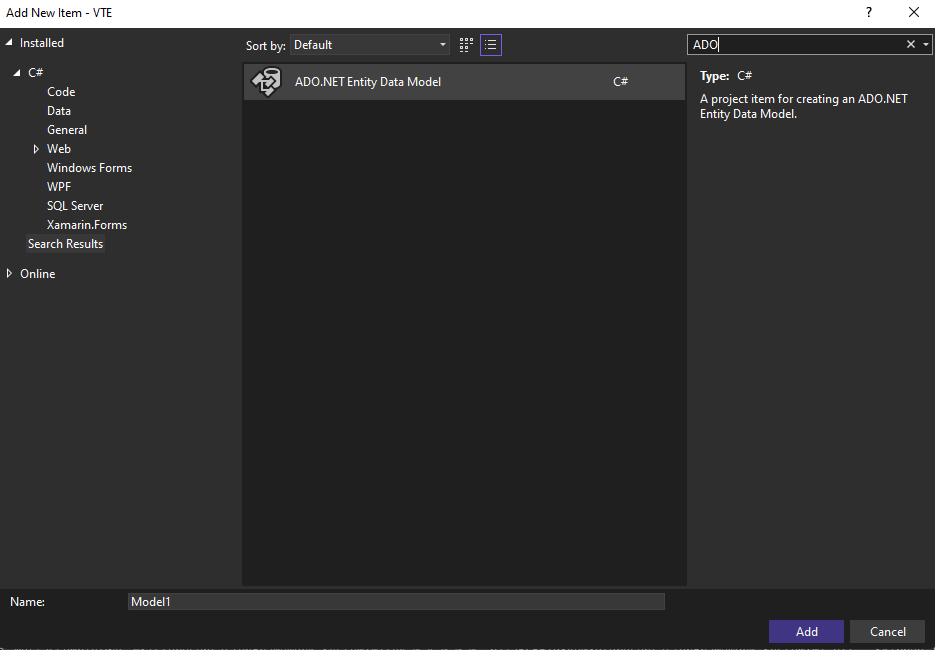 Add New Item - VTE
?
Installed
Sort by: Default
ADO
C#
Code
Data
General
Web
Windows Forms
WPF
SQL Server
Xamarin.Forms
Search Results
Online
ADO.NET Entity Data Model C#
Type: C#
A project item for creating an ADO.NET
Entity Data Model.
Name: Model1
Add Cancel